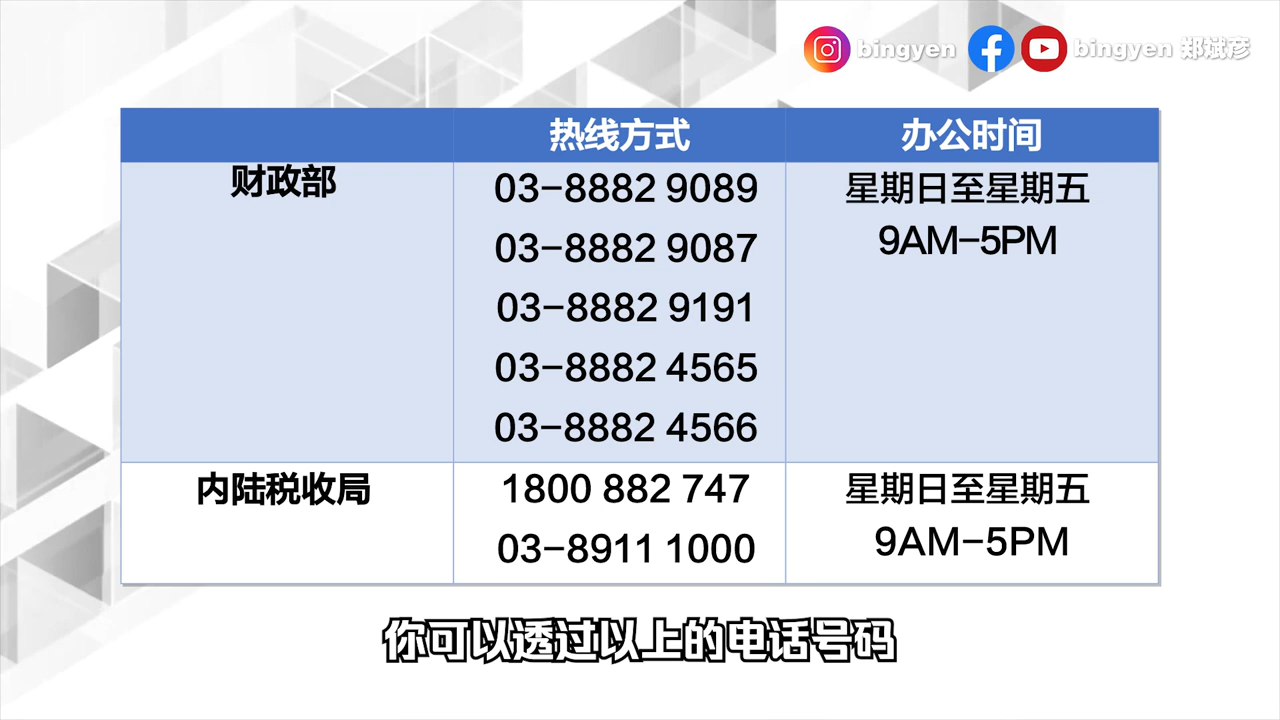 bingyen
bingyen 郑斌彦
热线方式
办公时间
财政部
03-8882 9089
03-8882 9087
03-8882 9191
03-8882 4565
03-8882 4566
星期日至星期五
9AM-5PM
内陆税收局
1800 882 747
03-8911 1000
星期日至星期五
9AM-5PM
你可以透过以上的电话号码